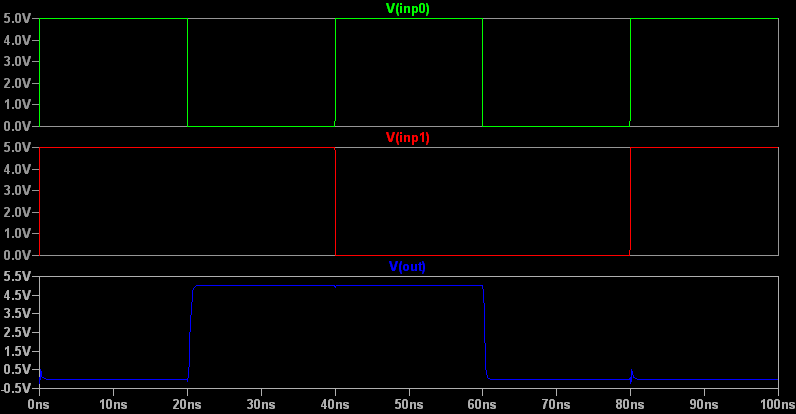 V(inp0)
5.0V
4.0V
3.0V
2.0V
1.0V
0.0V
V(inp1)
5.0V
4.0V
3.0V
2.0V
1.0V
0.0V
V(out)
5.5V
4.5V
3.5V
2.5V
1.5V
0.5V
-0.5V
0ns 10ns 20ns 30ns 40ns 50ns 60ns 70ns 80ns 90ns 100ns